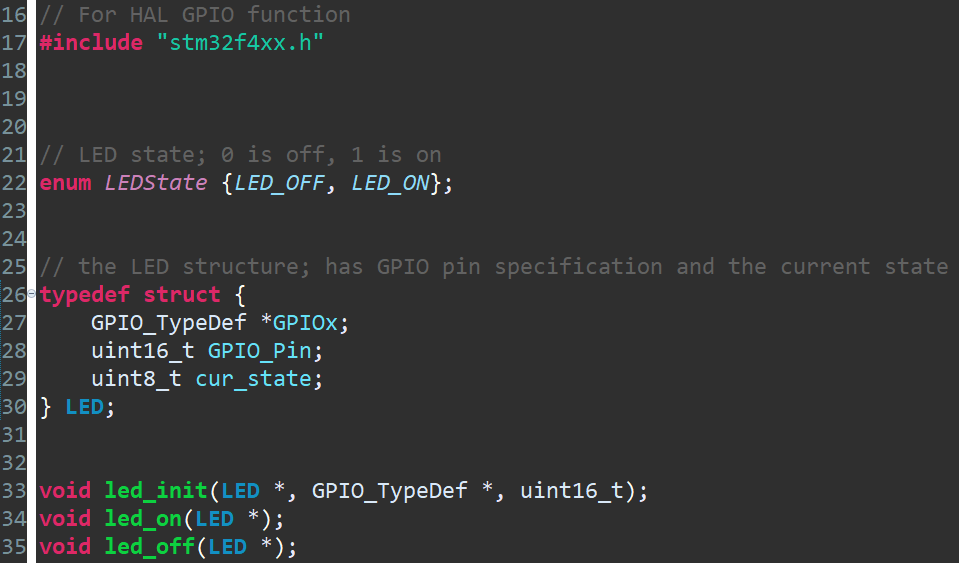 16 // For HAL GPIO function
17 #include "stm32f4xx.h"
18
19
20
21 // LED state; 0 is off, 1 is on
22 enum LEDState {LED_OFF, LED_ON};
23
24
25 // the LED structure; has GPIO pin specification and the current state
26 typedef struct {
27     GPIO_TypeDef *GPIOx;
28     uint16_t GPIO_Pin;
29     uint8_t cur_state;
30 } LED;
31
32
33 void led_init(LED *, GPIO_TypeDef *, uint16_t);
34 void led_on(LED *);
35 void led_off(LED *);